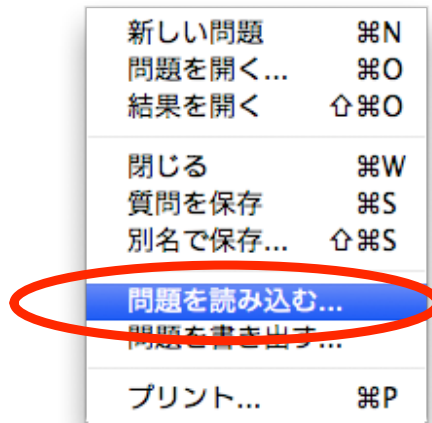 新しい問題 ⌘N
問題を開く... ⌘O
結果を開く ⇧⌘O
閉じる ⌘W
質問を保存 ⌘S
別名で保存... ⇧⌘S
問題を読み込む...
問題を書き出す...
プリント... ⌘P